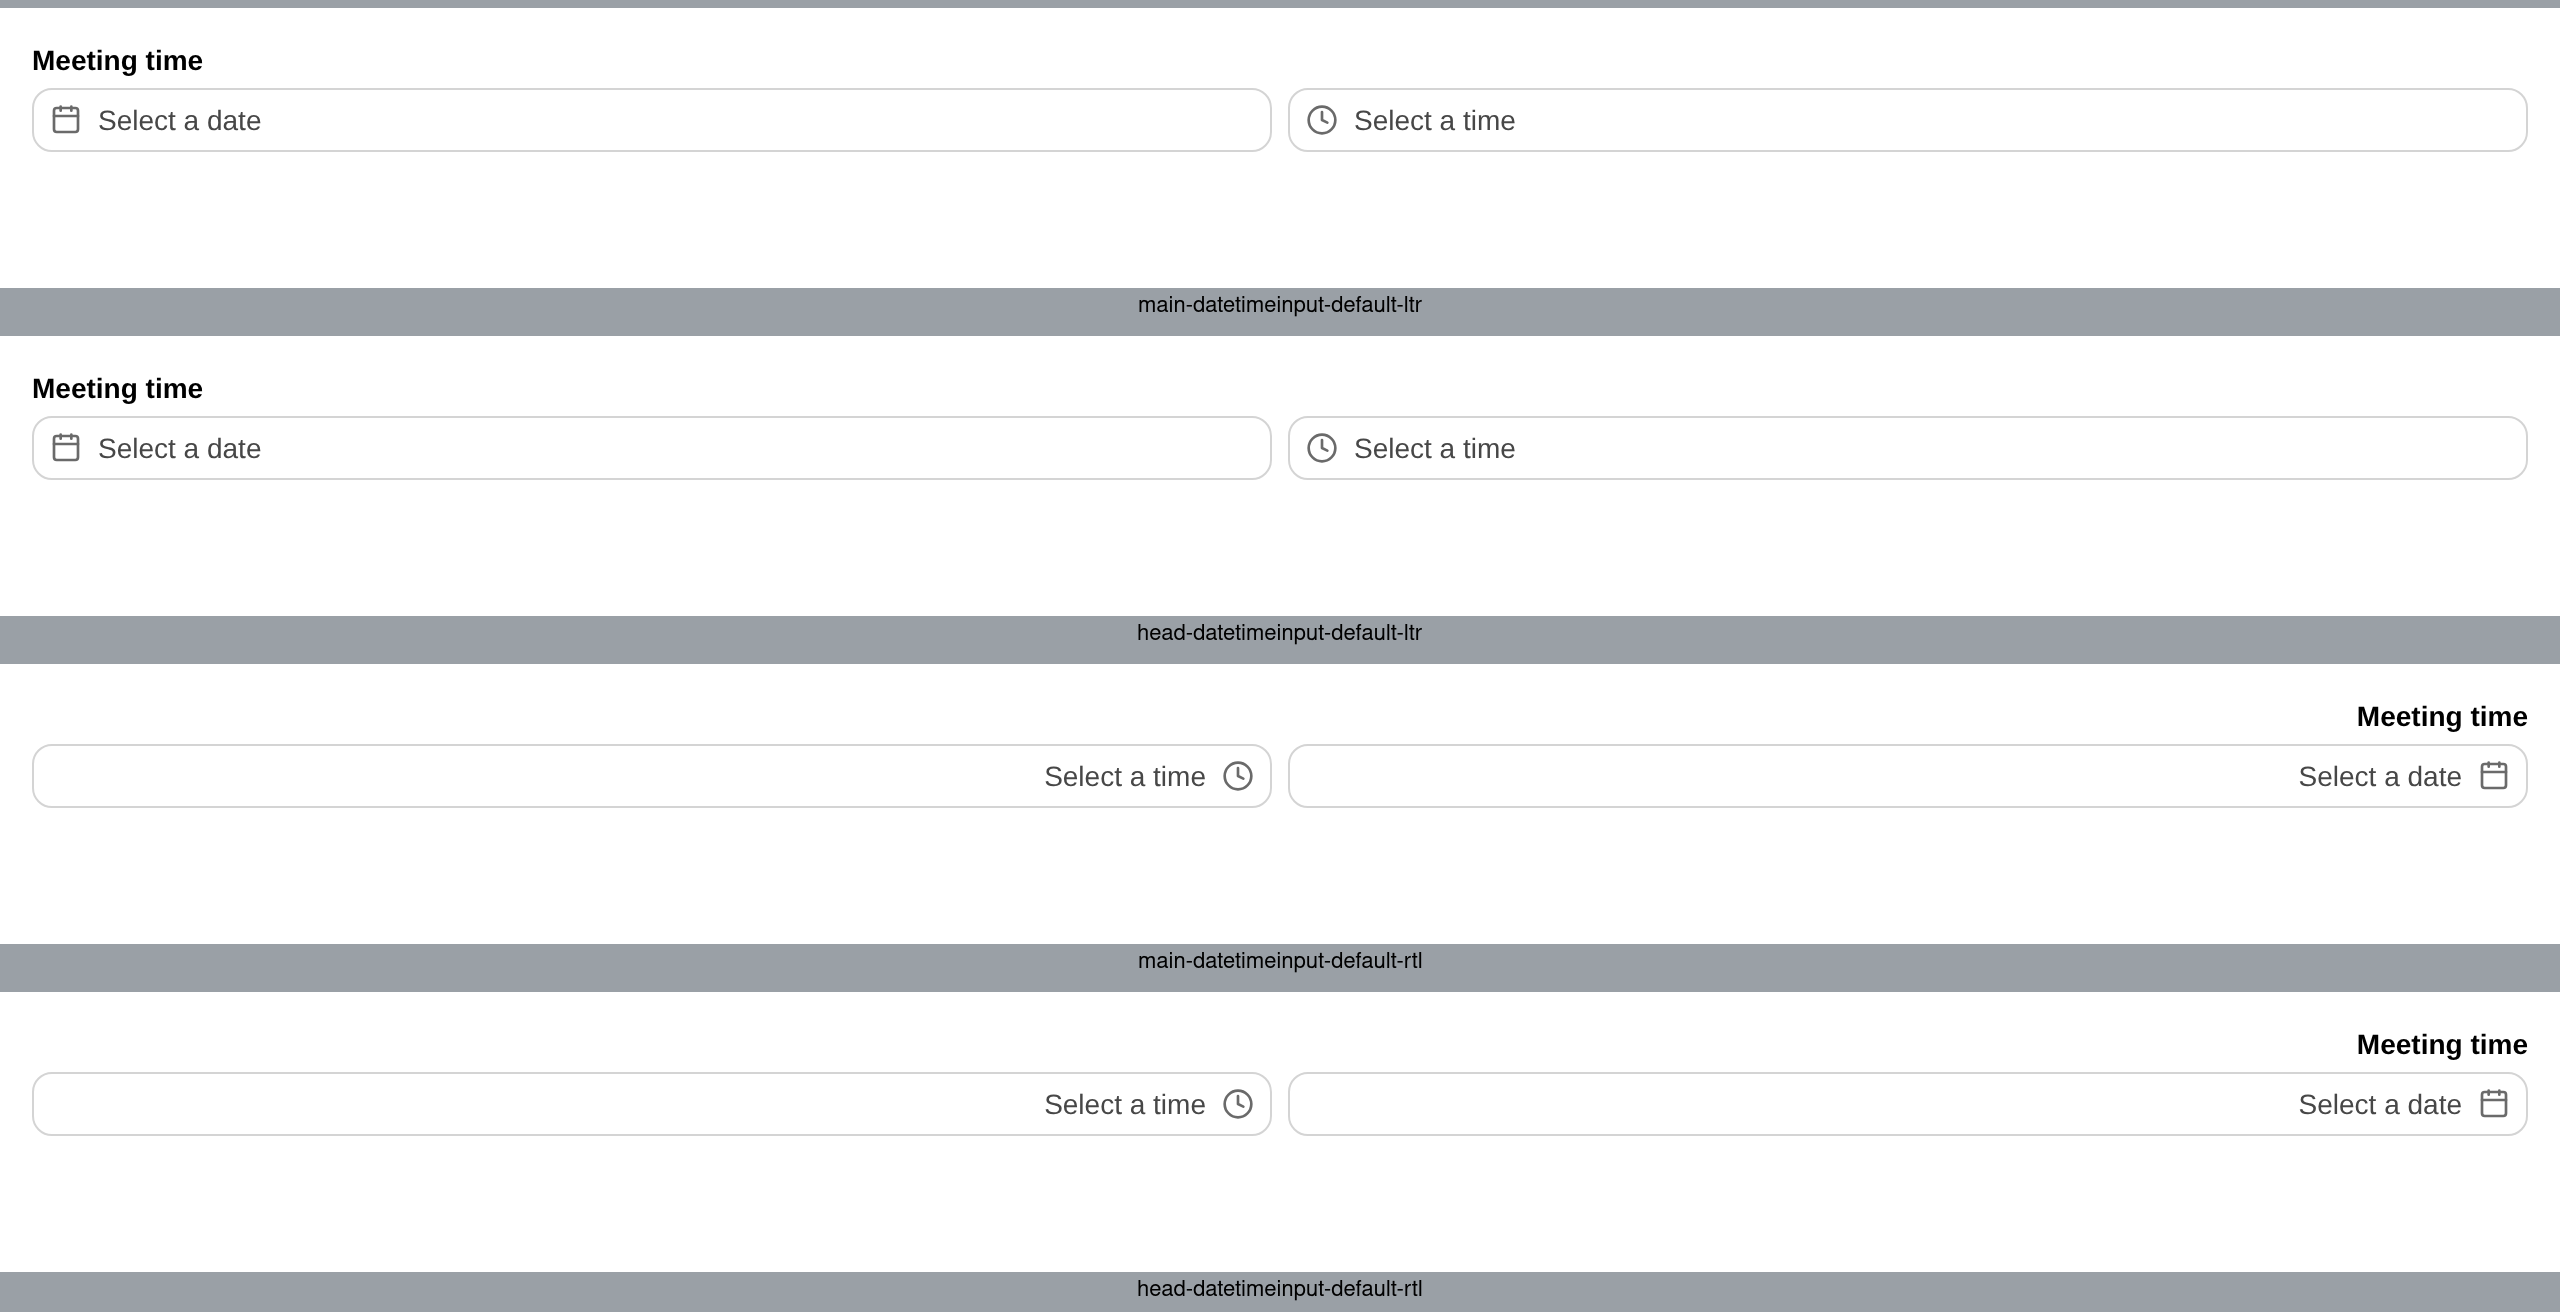 Meeting time
Select a date Select a time
main-datetimeinput-default-ltr
Meeting time
Select a date Select a time
head-datetimeinput-default-ltr
Meeting time
Select a time Select a date
main-datetimeinput-default-rtl
Meeting time
Select a time Select a date
head-datetimeinput-default-rtl